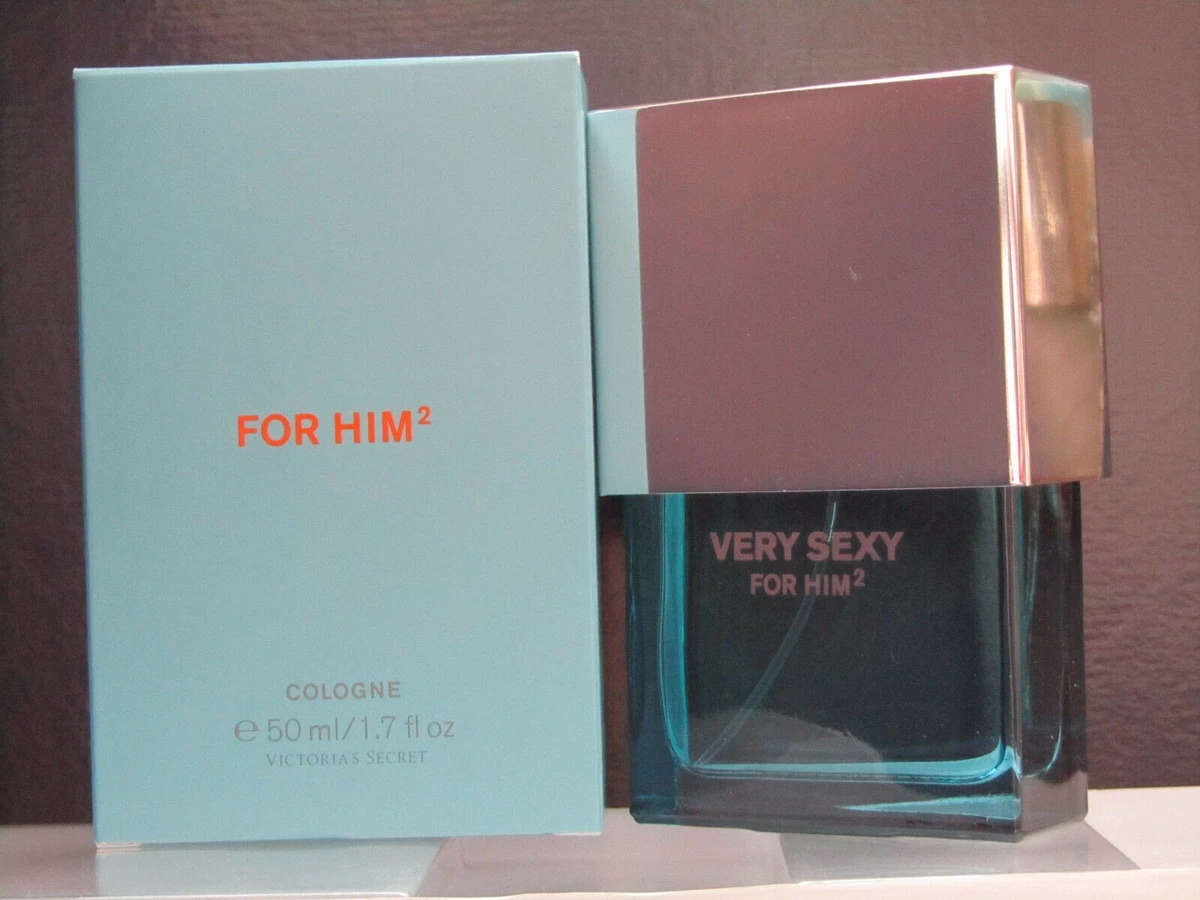 FOR HIM²
COLOGNE
℮ 50 ml/1.7 fl oz
VICTORIA'S SECRET
VERY SEXY
FOR HIM²